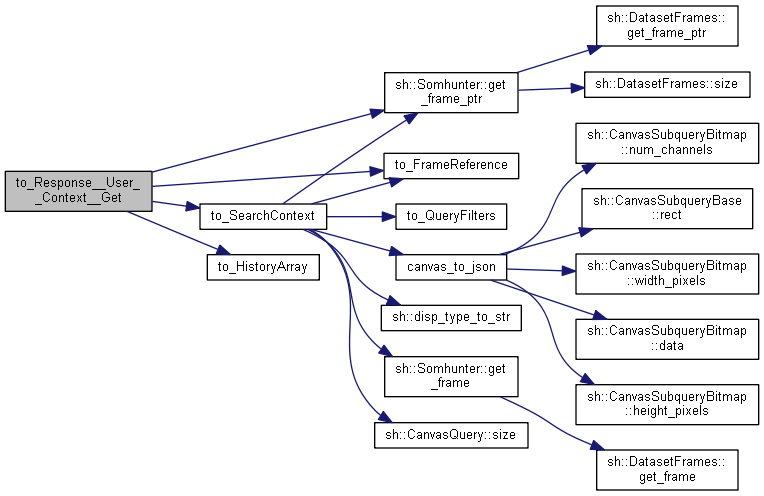 to_Response__User_
_Context__Get
to_SearchContext
to_HistoryArray
sh::Somhunter::get
_frame_ptr
to_FrameReference
to_QueryFilters
canvas_to_json
sh::disp_type_to_str
sh::Somhunter::get
_frame
sh::CanvasQuery::size
sh::DatasetFrames::
get_frame_ptr
sh::DatasetFrames::size
sh::CanvasSubqueryBitmap
::num_channels
sh::CanvasSubqueryBase
::rect
sh::CanvasSubqueryBitmap
::width_pixels
sh::CanvasSubqueryBitmap
::data
sh::CanvasSubqueryBitmap
::height_pixels
sh::DatasetFrames::
get_frame